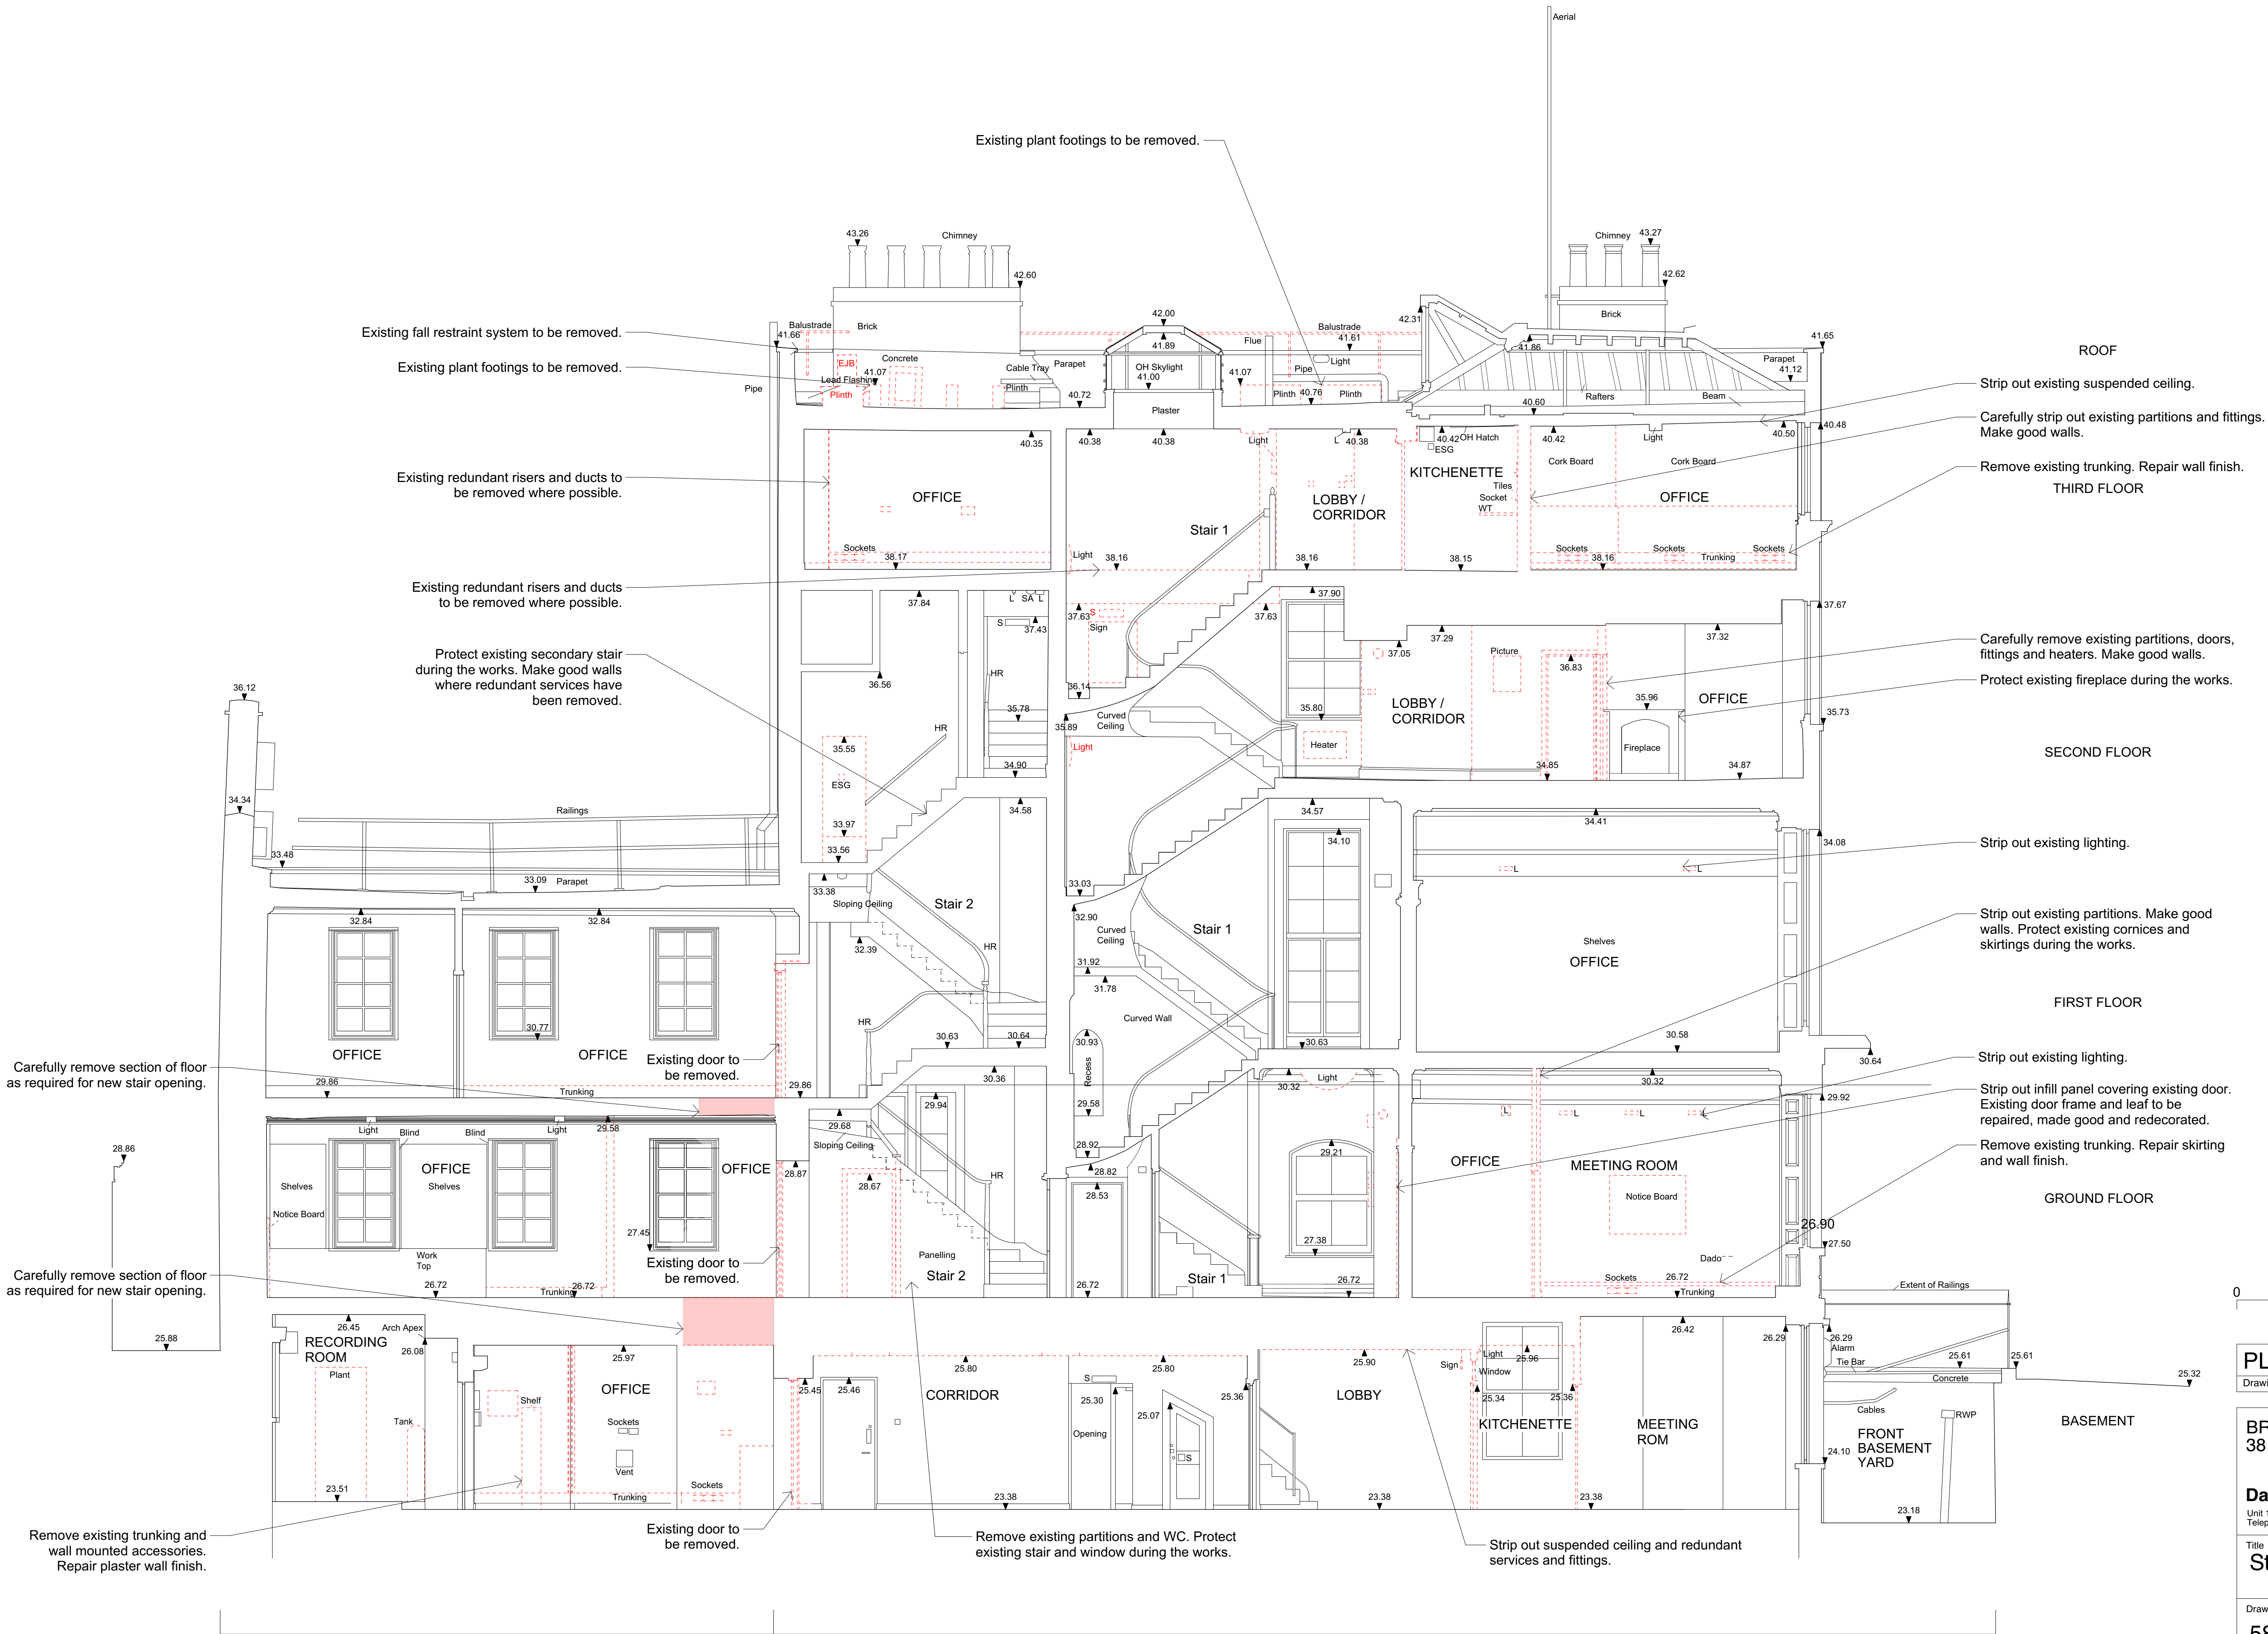 Aerial
Existing plant footings to be removed.
43.26
Chimney
42.60
Chimney
43.27
42.62
Existing fall restraint system to be removed.
41.66
Balustrade
Brick
42.00
41.89
Flue
Balustrade
41.61
42.31
Brick
41.86
41.65
ROOF
Existing plant footings to be removed.
EJB
Concrete
Lead Flashing
41.07
Plinth
Parapet
Cable Tray
Plinth
40.72
OH Skylight
41.00
Plaster
41.07
Light
Pipe
Plinth
40.76
Plinth
Parapet
41.12
Rafters
Beam
40.60
Pipe
Strip out existing suspended ceiling.
Carefully strip out existing partitions and fittings.
Make good walls.
40.35
40.38
40.38
Light
L
40.38
40.42
OH Hatch
ESG
40.42
Light
40.50
40.48
Existing redundant risers and ducts to
be removed where possible.
OFFICE
Sockets
38.17
Stair 1
LOBBY /
CORRIDOR
KITCHENETTE
Tiles
Socket
WT
Cork Board
Cork Board
OFFICE
Remove existing trunking. Repair wall finish.
THIRD FLOOR
Light
38.16
38.16
38.15
Sockets
38.16
Sockets
Trunking
Sockets
Existing redundant risers and ducts
to be removed where possible.
37.84
L
SA
L
S
37.43
37.63
S
Sign
37.63
37.90
37.05
37.29
Picture
36.83
37.32
37.67
Protect existing secondary stair
during the works. Make good walls
where redundant services have
been removed.
36.56
HR
35.78
36.14
35.89
Curved
Ceiling
Light
35.80
Heater
LOBBY /
CORRIDOR
35.96
Fireplace
OFFICE
35.73
Carefully remove existing partitions, doors,
fittings and heaters. Make good walls.
Protect existing fireplace during the works.
SECOND FLOOR
36.12
34.34
35.55
ESG
33.97
33.56
HR
34.90
34.85
34.87
Railings
33.48
33.09
Parapet
34.58
34.57
34.10
34.41
L
L
34.08
Strip out existing lighting.
33.38
Sloping Ceiling
Stair 2
33.03
32.84
32.84
32.39
HR
32.90
Curved
Ceiling
Stair 1
Shelves
OFFICE
Strip out existing partitions. Make good
walls. Protect existing cornices and
skirtings during the works.
31.92
31.78
Curved Wall
FIRST FLOOR
30.77
OFFICE
OFFICE
Existing door to
be removed.
HR
30.63
30.64
30.93
Recess
30.63
30.58
30.64
Carefully remove section of floor
as required for new stair opening.
29.86
Trunking
29.86
30.36
29.94
29.58
30.32
Light
30.32
29.92
Strip out existing lighting.
Strip out infill panel covering existing door.
Existing door frame and leaf to be
repaired, made good and redecorated.
Light
Blind
Blind
Light
29.58
29.68
Sloping Ceiling
L
L
L
L
28.86
Shelves
Notice Board
OFFICE
Shelves
OFFICE
28.87
28.67
HR
28.92
28.82
28.53
29.21
OFFICE
MEETING ROOM
Notice Board
Remove existing trunking. Repair skirting
and wall finish.
GROUND FLOOR
27.45
Work
Top
26.72
Trunking
26.72
Existing door to
be removed.
Panelling
Stair 2
26.72
Stair 1
27.38
26.72
Dado
Sockets
26.72
Trunking
26.90
27.50
Extent of Railings
Carefully remove section of floor
as required for new stair opening.
25.88
26.45
RECORDING
ROOM
Plant
Arch Apex
26.08
Tank
23.51
25.97
OFFICE
Shelf
Sockets
Vent
Trunking
Sockets
25.45
25.46
25.80
CORRIDOR
25.80
S
25.30
Opening
25.07
S
25.36
25.90
LOBBY
Sign
Light
25.96
Window
25.34
25.36
KITCHENETTE
26.42
MEETING
ROM
26.29
26.29
Alarm
Tie Bar
25.61
25.61
Concrete
25.32
Cables
RWP
FRONT
BASEMENT
YARD
24.10
BASEMENT
23.38
23.38
23.38
23.18
Remove existing trunking and
wall mounted accessories.
Repair plaster wall finish.
Existing door to
be removed.
Remove existing partitions and WC. Protect
existing stair and window during the works.
Strip out suspended ceiling and redundant
services and fittings.
0
PL
Drawi
BR
38
Da
Unit 1
Telep
Title
St
Draw